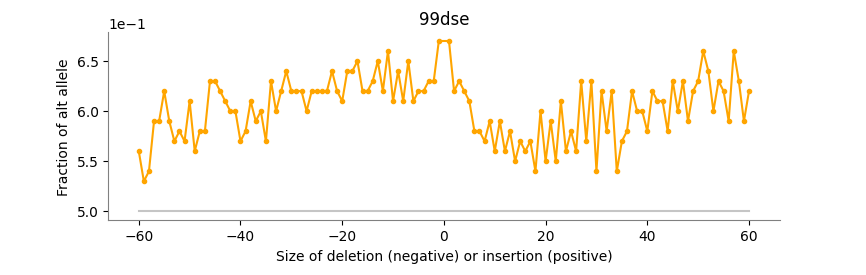 99dse
1e−1
Fraction of alt allele
6.5
6.0
5.5
5.0
−60 −40 −20 0 20 40 60
Size of deletion (negative) or insertion (positive)